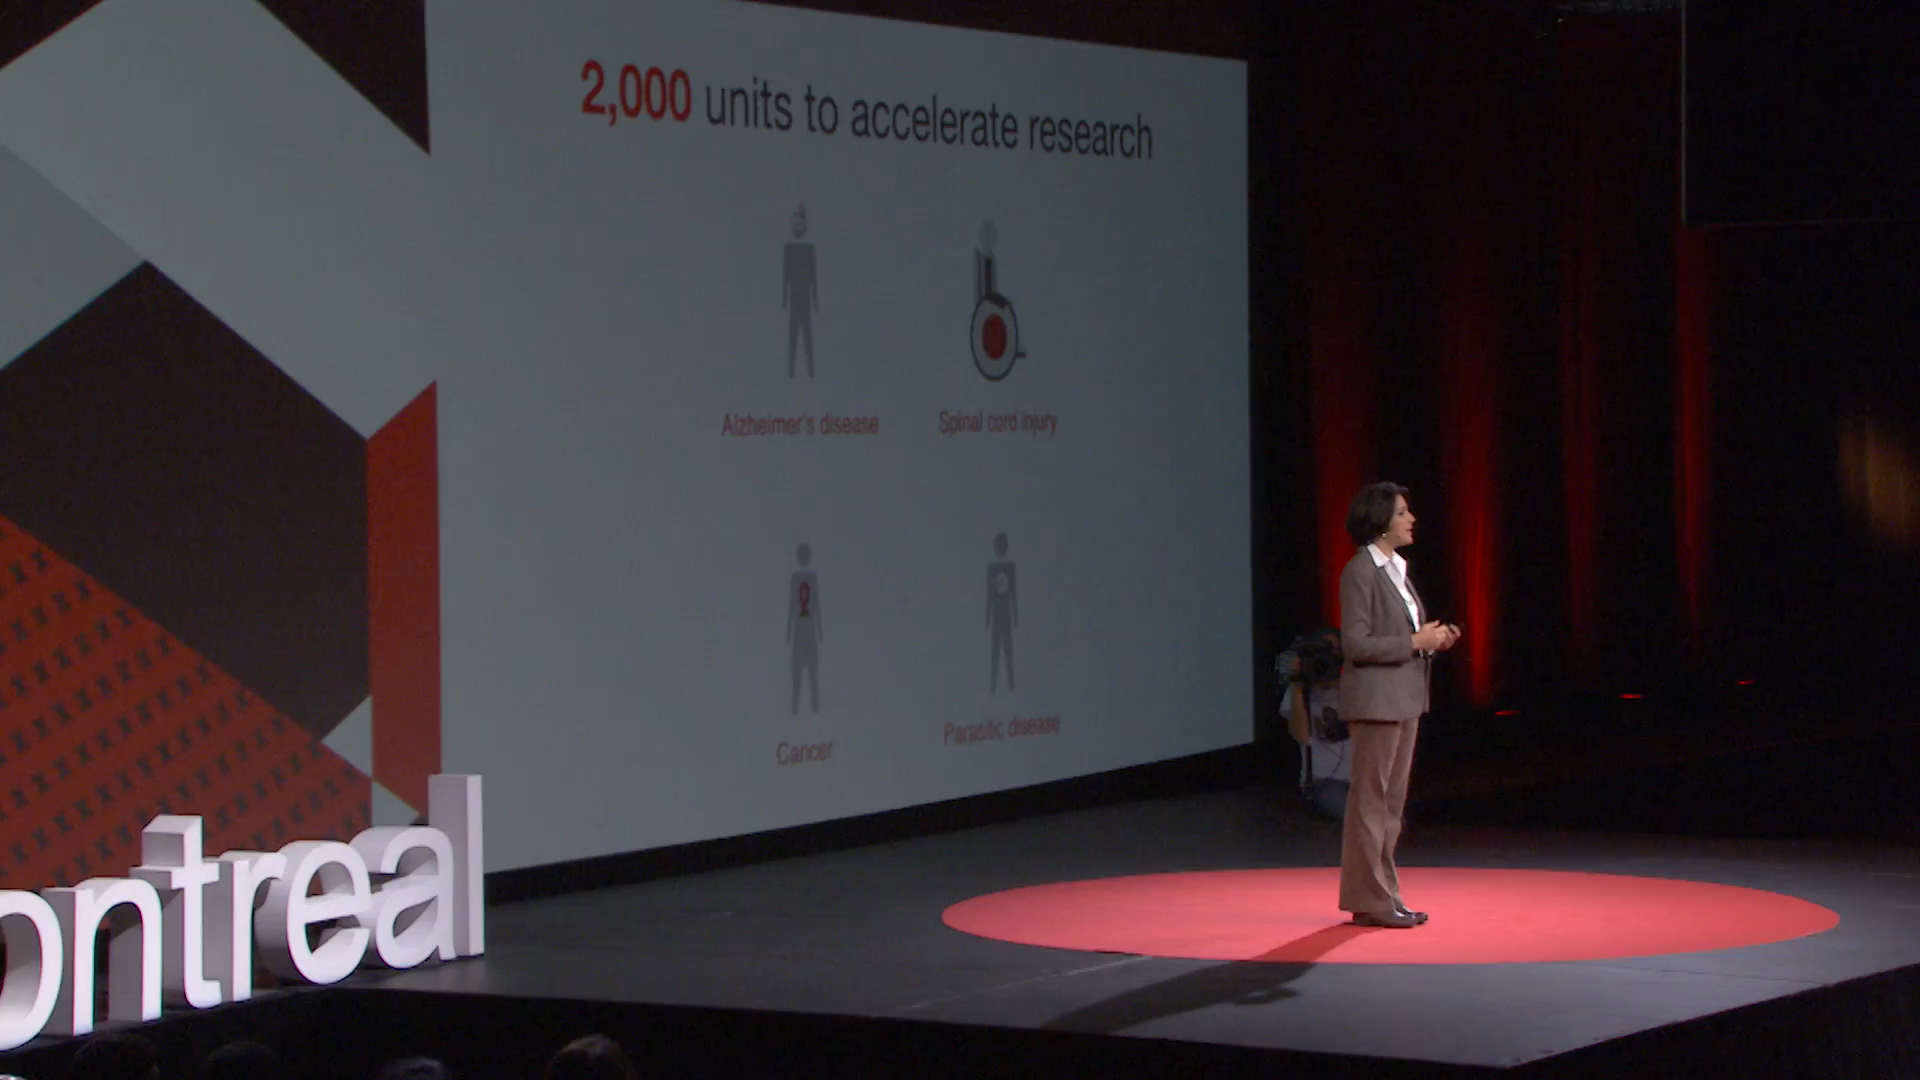 2,000 units to accelerate research
Alzheimer's disease
Spinal cord injury
Cancer
Parasitic disease
ontreal